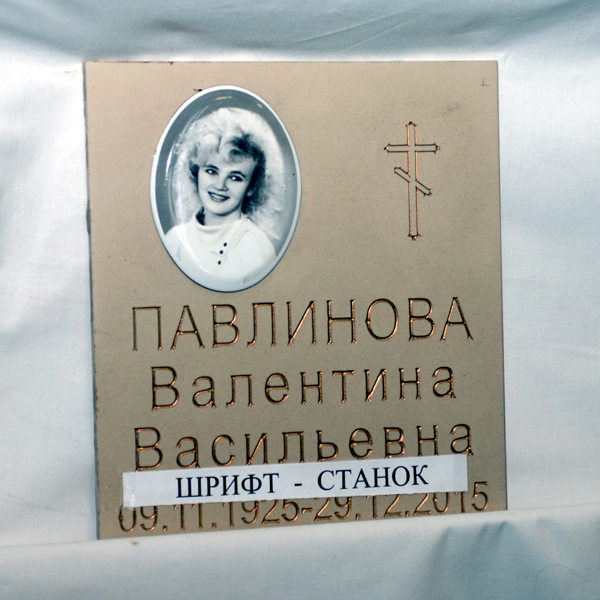 ПАВЛИНОВА
Валентина
Васильевна
ШРИФТ - СТАНОК
09.11.1925-29.12.2015